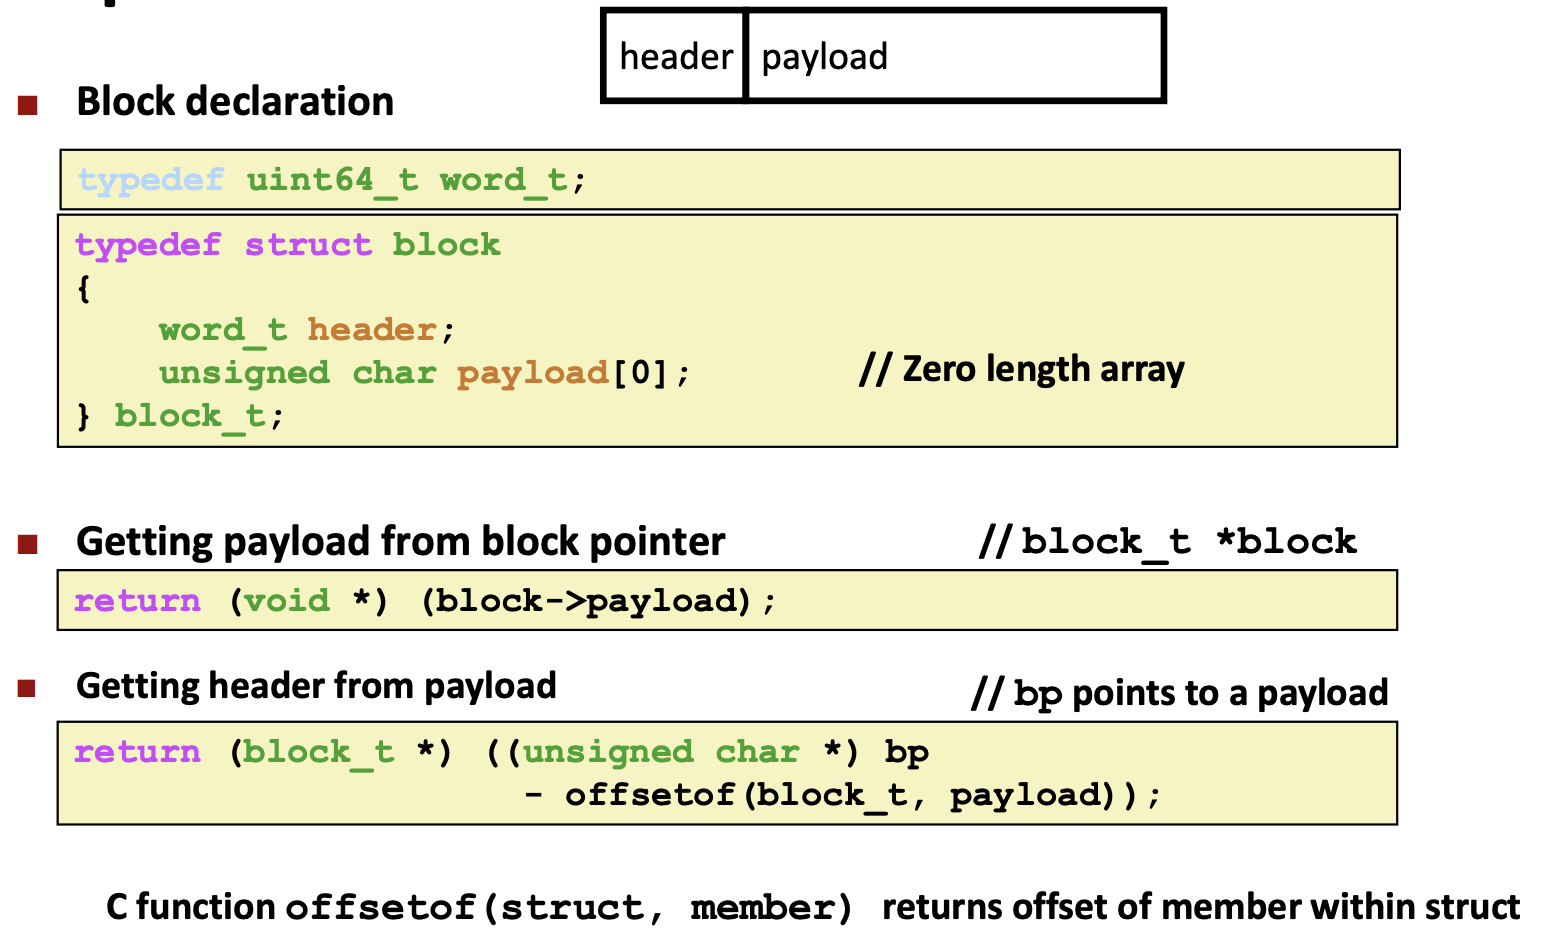 header payload
Block declaration
typedef uint64_t word_t;
typedef struct block
{
    word_t header;
    unsigned char payload[0];    // Zero length array
} block_t;
Getting payload from block pointer    // block_t *block
return (void *) (block->payload);
Getting header from payload    // bp points to a payload
return (block_t *) ((unsigned char *) bp
                    - offsetof(block_t, payload));
C function offsetof(struct, member) returns offset of member within struct